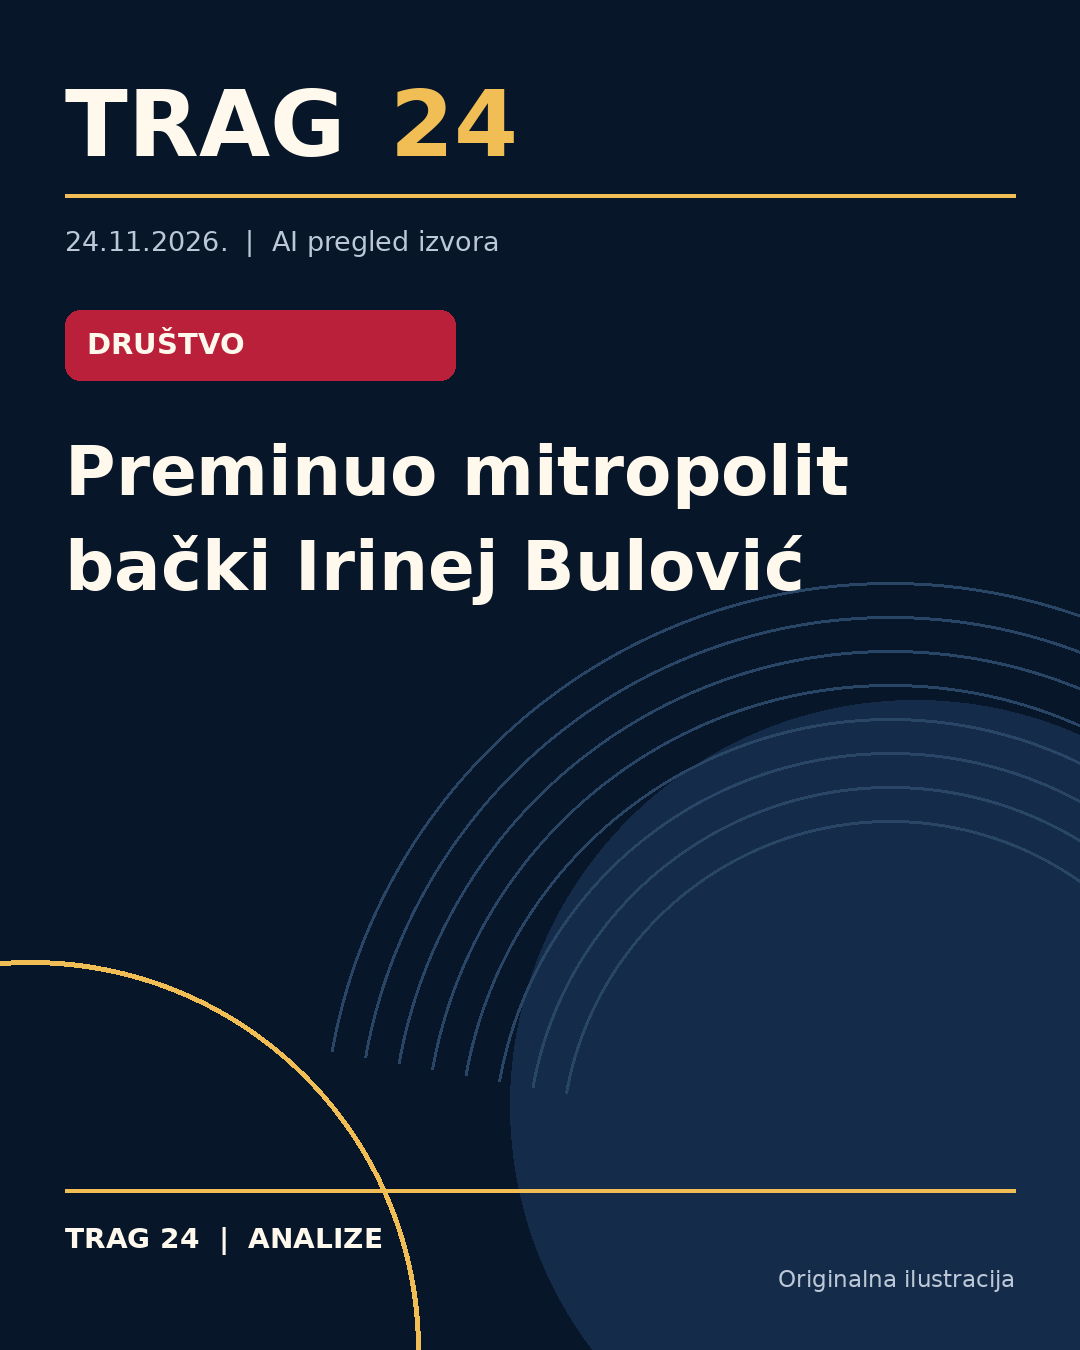 TRAG 24
24.11.2026. | AI pregled izvora
DRUŠTVO
Preminuo mitropolit
bački Irinej Bulović
TRAG 24 | ANALIZE
Originalna ilustracija